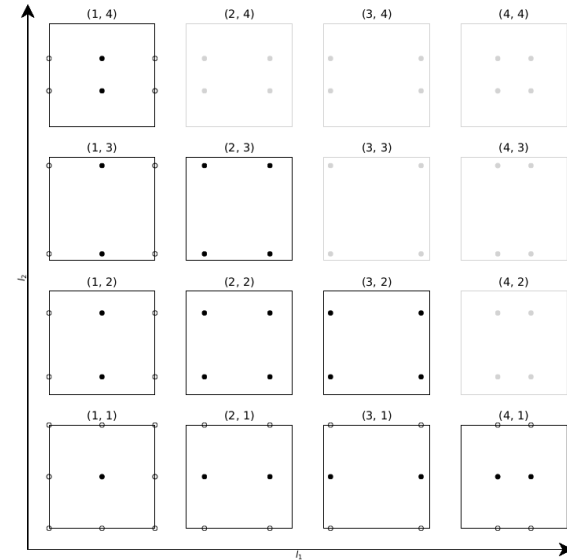 (1, 4) (2, 4) (3, 4) (4, 4)
(1, 3) (2, 3) (3, 3) (4, 3)
l₂
(1, 2) (2, 2) (3, 2) (4, 2)
(1, 1) (2, 1) (3, 1) (4, 1)
l₁